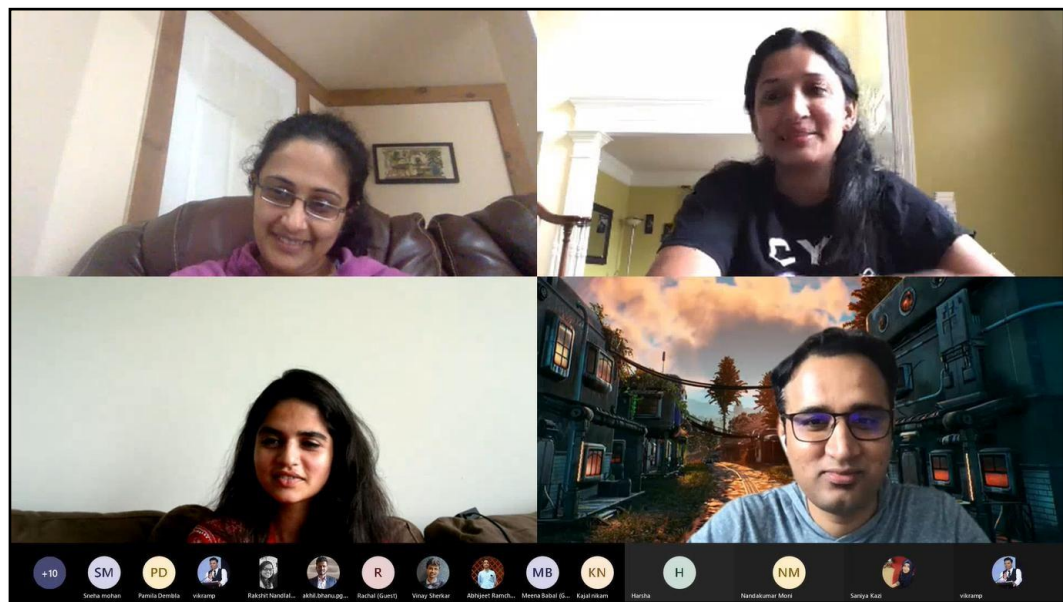 CY
+10
SM
PD
R
MB
KN
H
NM
Sneha mohan
Pamila Dembla
vikramp
Rakshit Nandlal...
akhil.bhanu.pg...
Rachal (Guest)
Vinay Sherkar
Abhijeet Ramch...
Meena Babal (G...
Kajal nikam
Harsha
Nandakumar Moni
Saniya Kazi
vikramp